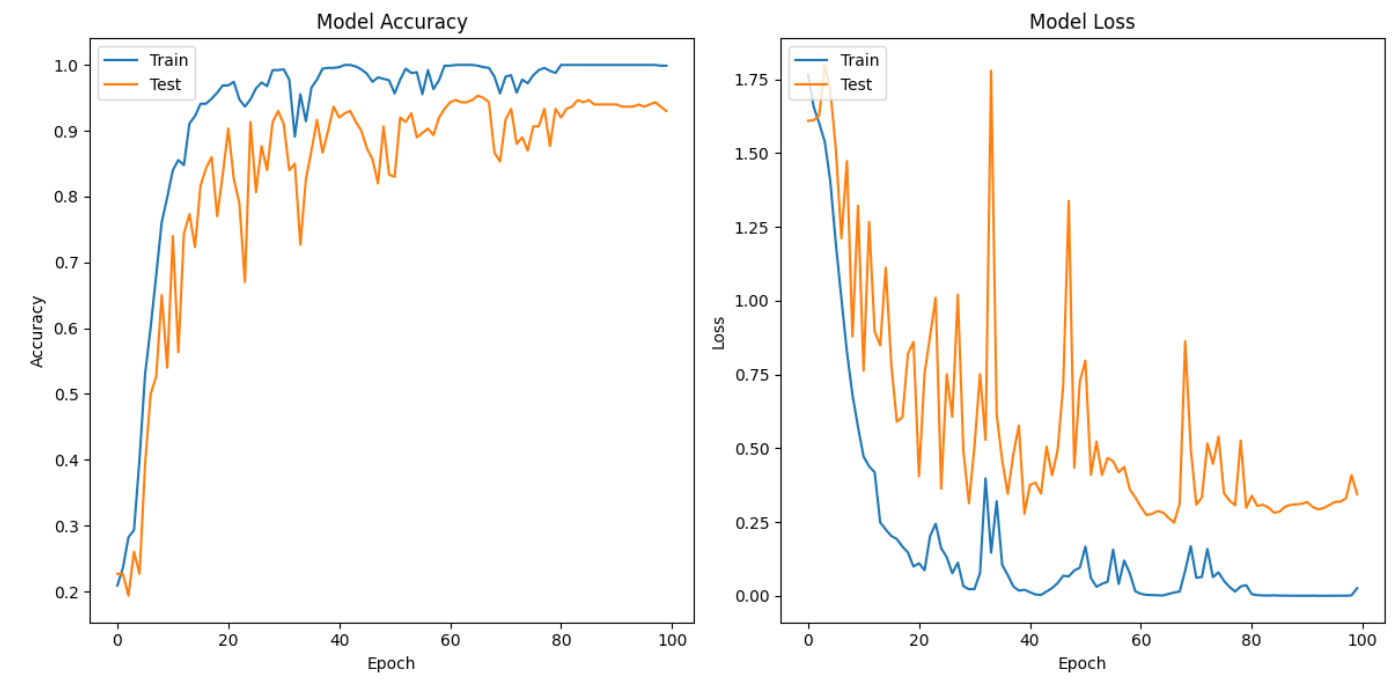 Model Accuracy
Train
Test
1.0
0.9
0.8
0.7
0.6
0.5
0.4
0.3
0.2
Accuracy
0 20 40 60 80 100
Epoch
Model Loss
Train
Test
1.75
1.50
1.25
1.00
0.75
0.50
0.25
0.00
Loss
0 20 40 60 80 100
Epoch